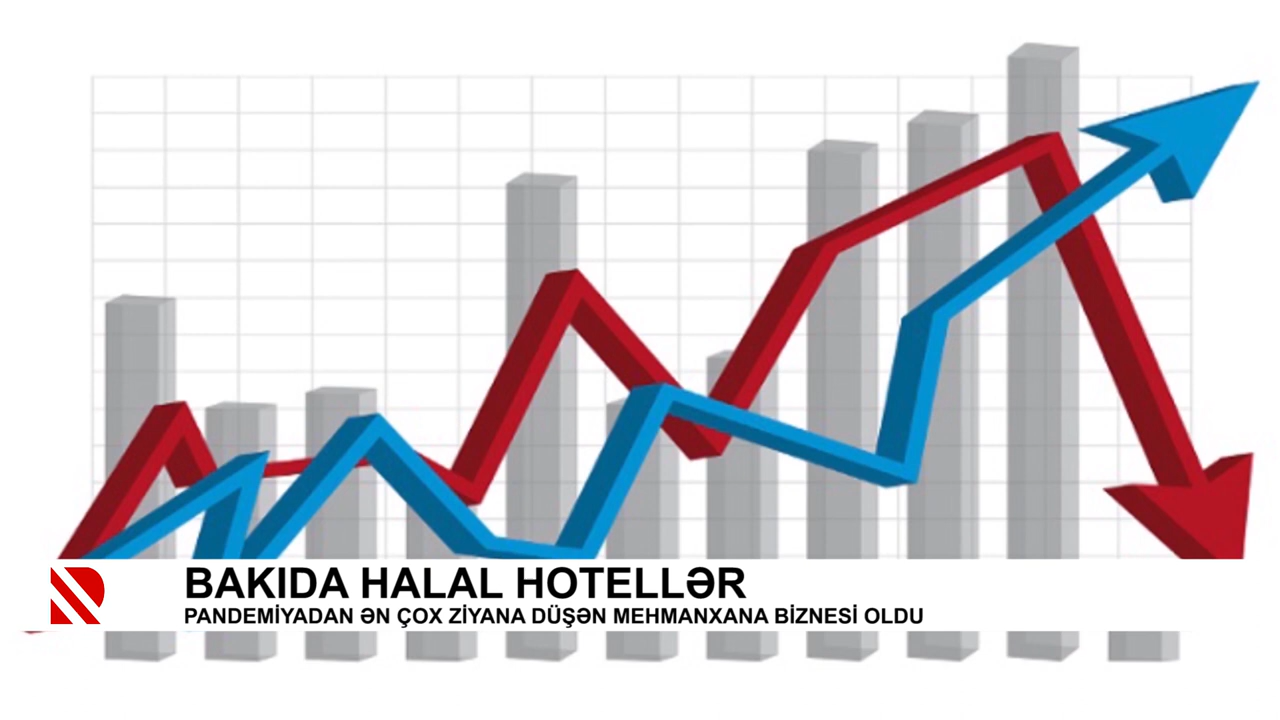 BAKIDA HALAL HOTELLƏR
PANDEMİYADAN ƏN ÇOX ZİYANA DÜŞƏN MEHMANXANA BİZNESİ OLDU